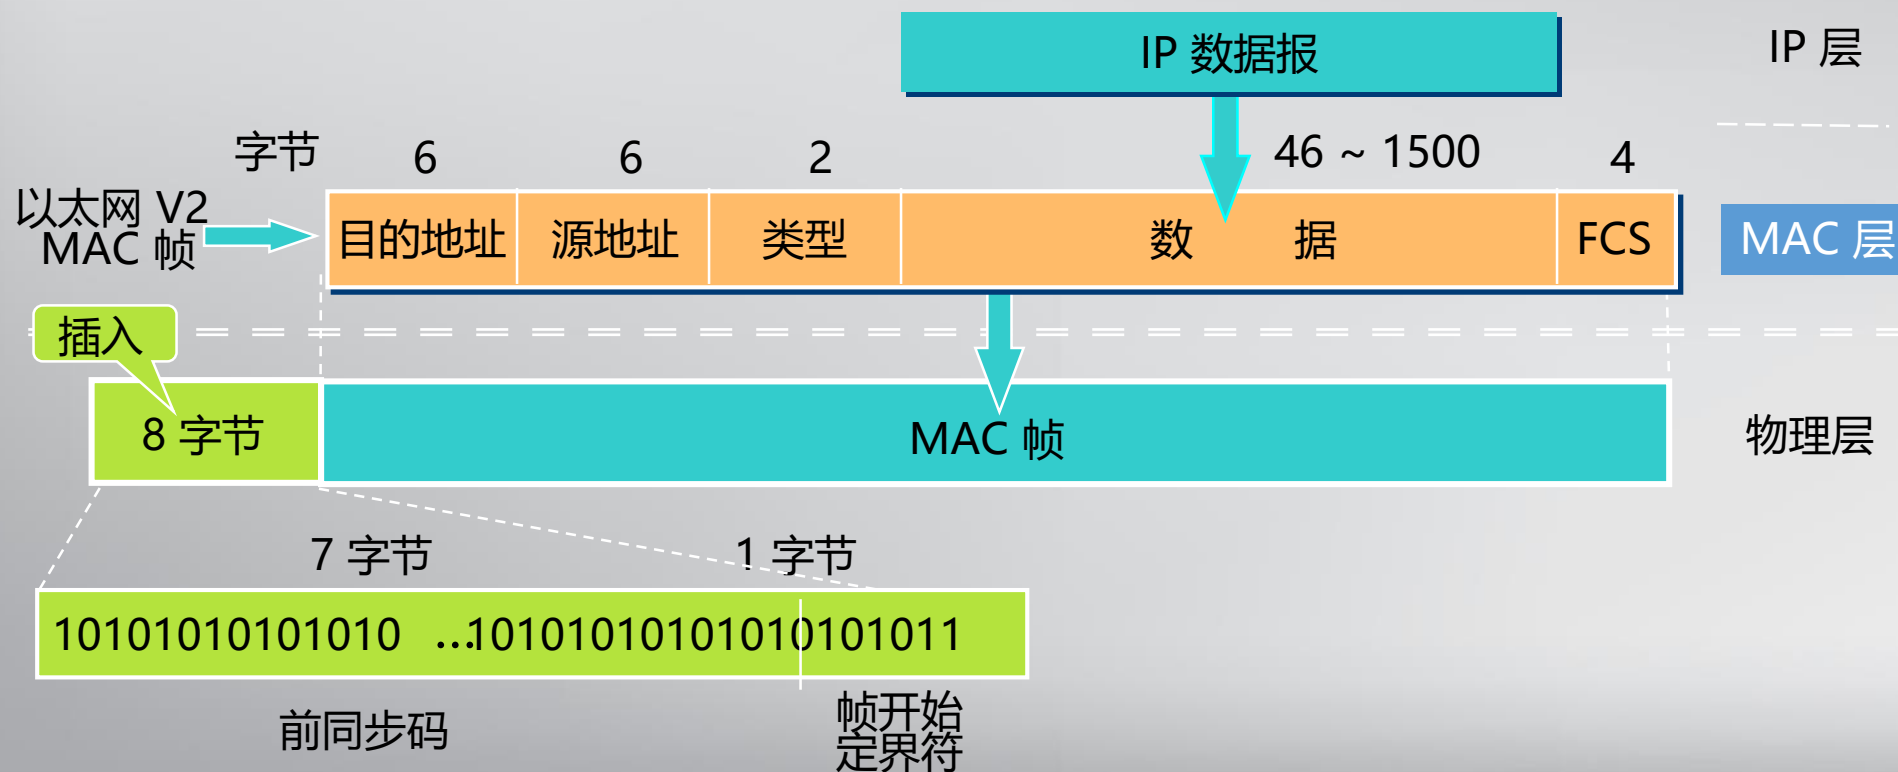 IP 数据报
IP 层
字节
6
6
2
46 ~ 1500
4
以太网 V2
MAC 帧
目的地址
源地址
类型
数 据
FCS
MAC 层
插入
8 字节
MAC 帧
物理层
7 字节
1 字节
10101010101010 ...10101010101010101011
前同步码
帧开始
定界符